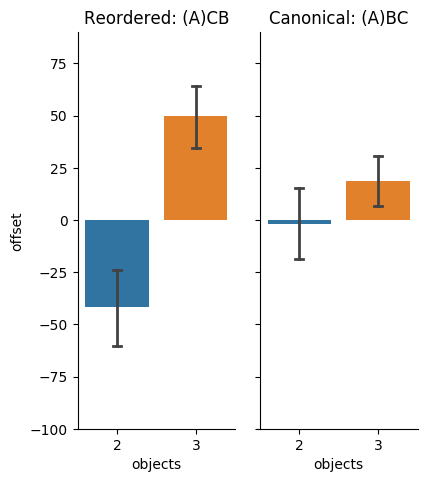 Reordered: (A)CB
Canonical: (A)BC
offset
75
50
25
0
−25
−50
−75
−100
2
3
2
3
objects
objects